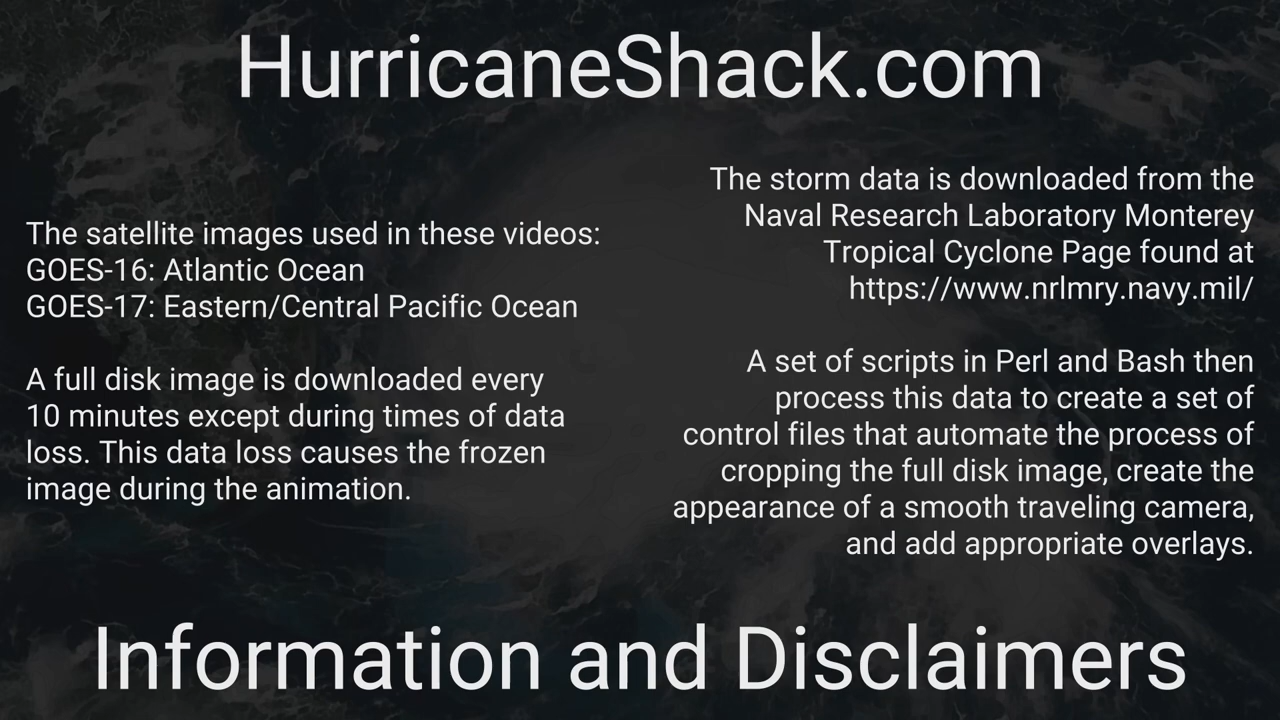 HurricaneShack.com
The satellite images used in these videos:
GOES-16: Atlantic Ocean
GOES-17: Eastern/Central Pacific Ocean
A full disk image is downloaded every
10 minutes except during times of data
loss. This data loss causes the frozen
image during the animation.
The storm data is downloaded from the
Naval Research Laboratory Monterey
Tropical Cyclone Page found at
https://www.nrlmry.navy.mil/
A set of scripts in Perl and Bash then
process this data to create a set of
control files that automate the process of
cropping the full disk image, create the
appearance of a smooth traveling camera,
and add appropriate overlays.
Information and Disclaimers